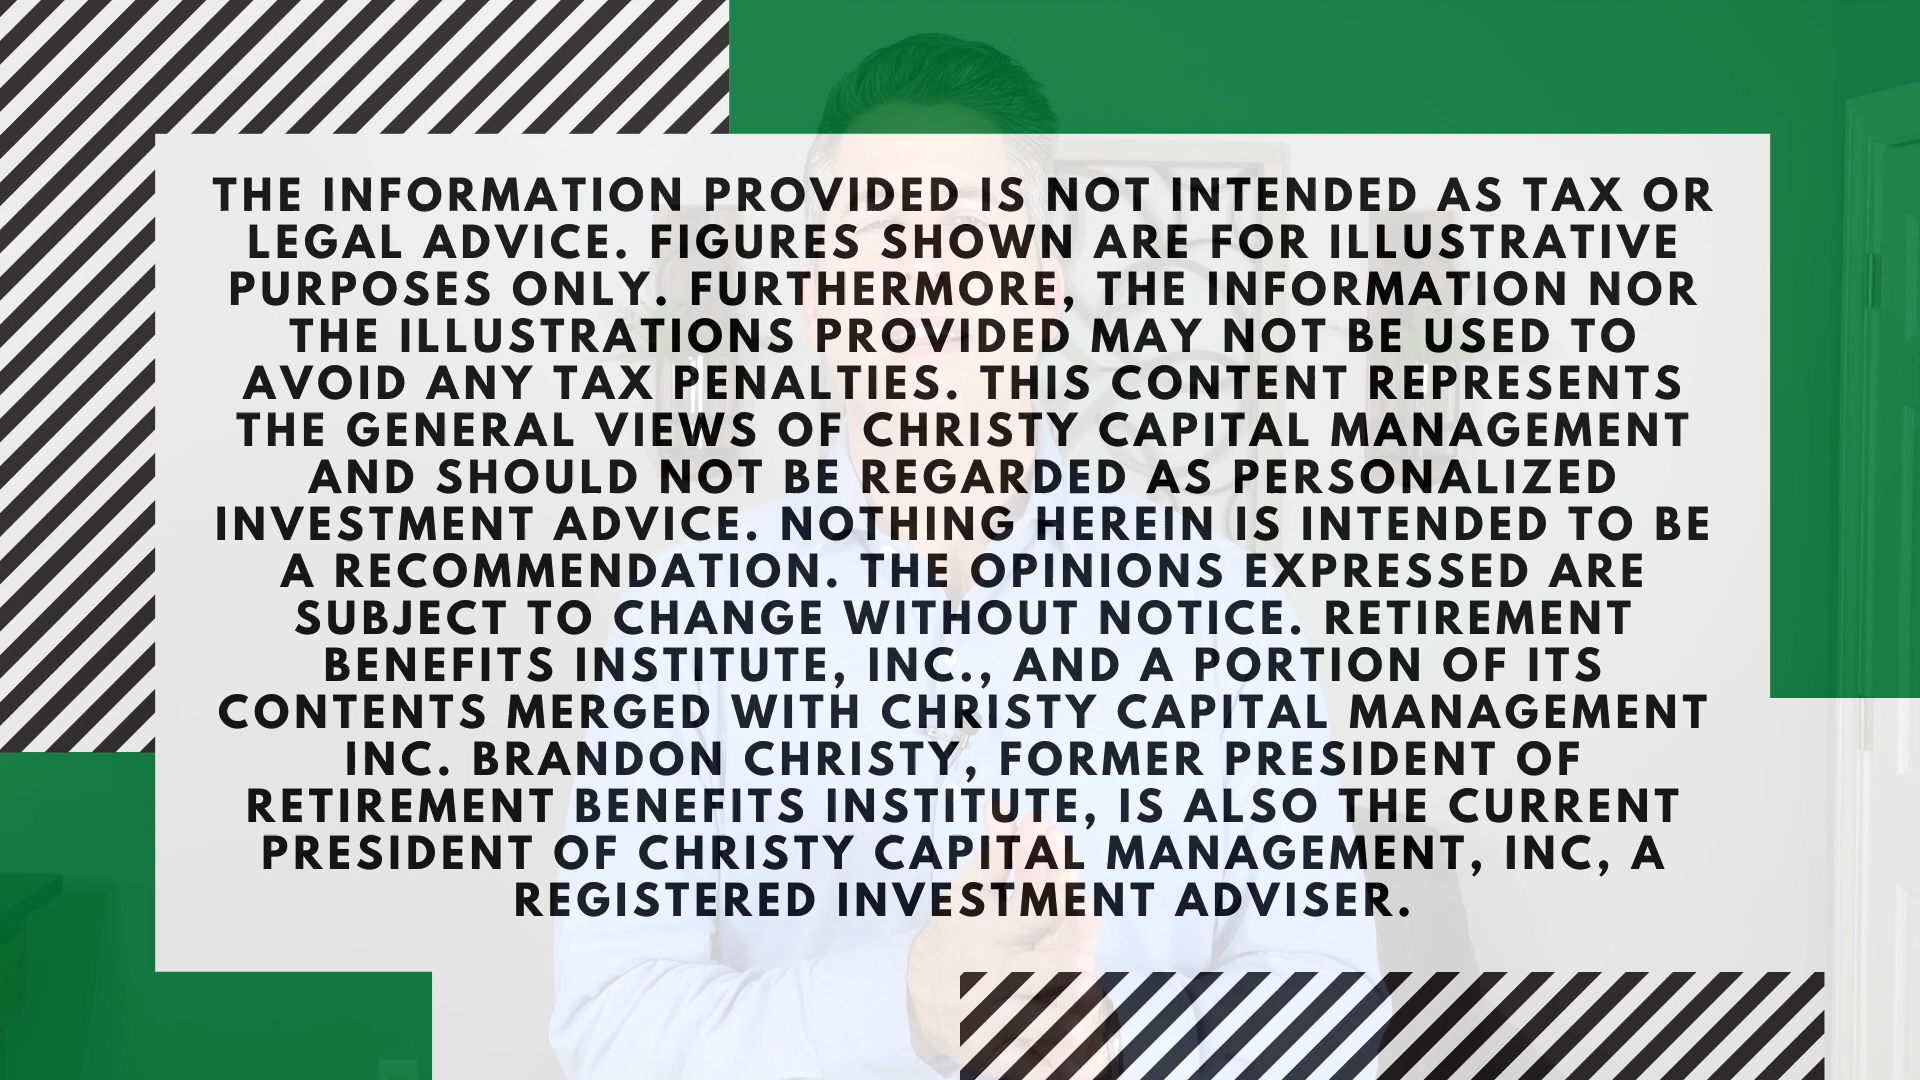 THE INFORMATION PROVIDED IS NOT INTENDED AS TAX OR
LEGAL ADVICE. FIGURES SHOWN ARE FOR ILLUSTRATIVE
PURPOSES ONLY. FURTHERMORE, THE INFORMATION NOR
THE ILLUSTRATIONS PROVIDED MAY NOT BE USED TO
AVOID ANY TAX PENALTIES. THIS CONTENT REPRESENTS
THE GENERAL VIEWS OF CHRISTY CAPITAL MANAGEMENT
AND SHOULD NOT BE REGARDED AS PERSONALIZED
INVESTMENT ADVICE. NOTHING HEREIN IS INTENDED TO BE
A RECOMMENDATION. THE OPINIONS EXPRESSED ARE
SUBJECT TO CHANGE WITHOUT NOTICE. RETIREMENT
BENEFITS INSTITUTE, INC., AND A PORTION OF ITS
CONTENTS MERGED WITH CHRISTY CAPITAL MANAGEMENT
INC. BRANDON CHRISTY, FORMER PRESIDENT OF
RETIREMENT BENEFITS INSTITUTE, IS ALSO THE CURRENT
PRESIDENT OF CHRISTY CAPITAL MANAGEMENT, INC, A
REGISTERED INVESTMENT ADVISER.